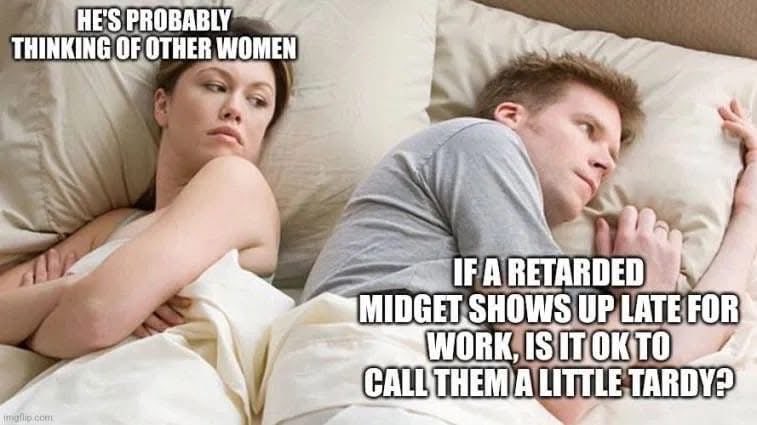 HE'S PROBABLY
THINKING OF OTHER WOMEN
IF A RETARDED
MIDGET SHOWS UP LATE FOR
WORK, IS IT OK TO
CALL THEM A LITTLE TARDY?
imgflip.com